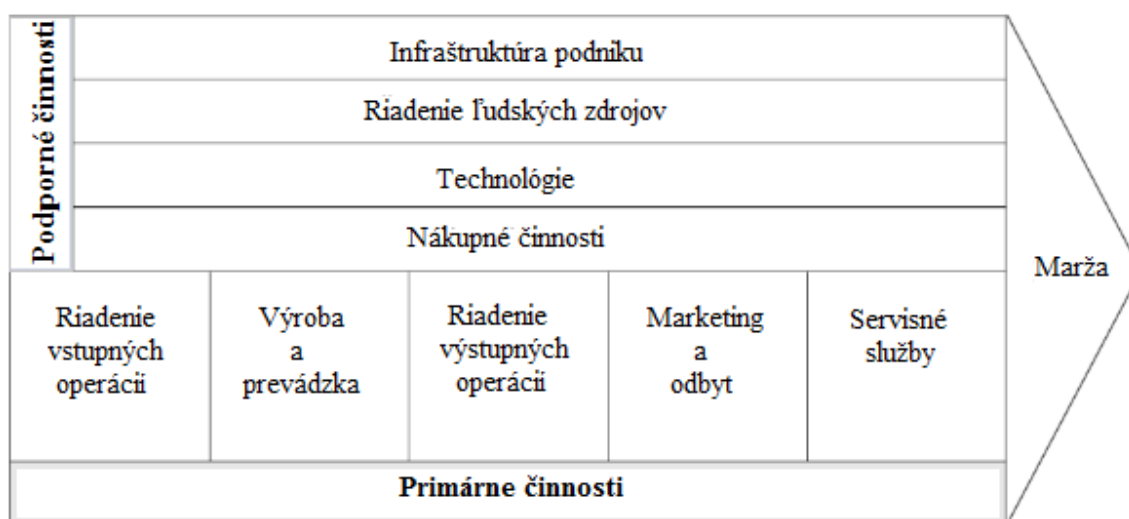 Podporné činnosti
Infraštruktúra podniku
Riadenie ľudských zdrojov
Technológie
Nákupné činnosti
Marža
Riadenie
vstupných
operácií
Výroba
a
prevádzka
Riadenie
výstupných
operácií
Marketing
a
odbyt
Servisné
služby
Primárne činnosti